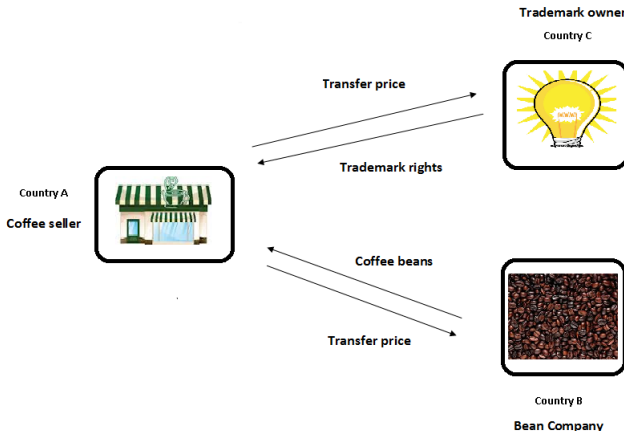 Trademark owner
Country C
Transfer price
Trademark rights
Country A
Coffee seller
Coffee beans
Transfer price
Country B
Bean Company